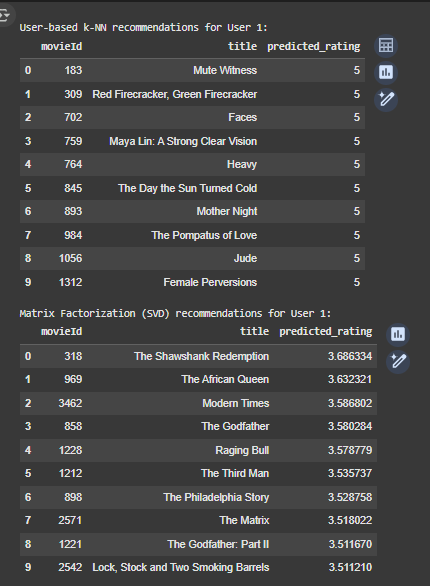 User-based k-NN recommendations for User 1:
movieId title predicted_rating
0 183 Mute Witness 5
1 309 Red Firecracker, Green Firecracker 5
2 702 Faces 5
3 759 Maya Lin: A Strong Clear Vision 5
4 764 Heavy 5
5 845 The Day the Sun Turned Cold 5
6 893 Mother Night 5
7 984 The Pompatus of Love 5
8 1056 Jude 5
9 1312 Female Perversions 5
Matrix Factorization (SVD) recommendations for User 1:
movieId title predicted_rating
0 318 The Shawshank Redemption 3.686334
1 969 The African Queen 3.632321
2 3462 Modern Times 3.586802
3 858 The Godfather 3.580284
4 1228 Raging Bull 3.578779
5 1212 The Third Man 3.535737
6 898 The Philadelphia Story 3.528758
7 2571 The Matrix 3.518022
8 1221 The Godfather: Part II 3.511670
9 2542 Lock, Stock and Two Smoking Barrels 3.511210